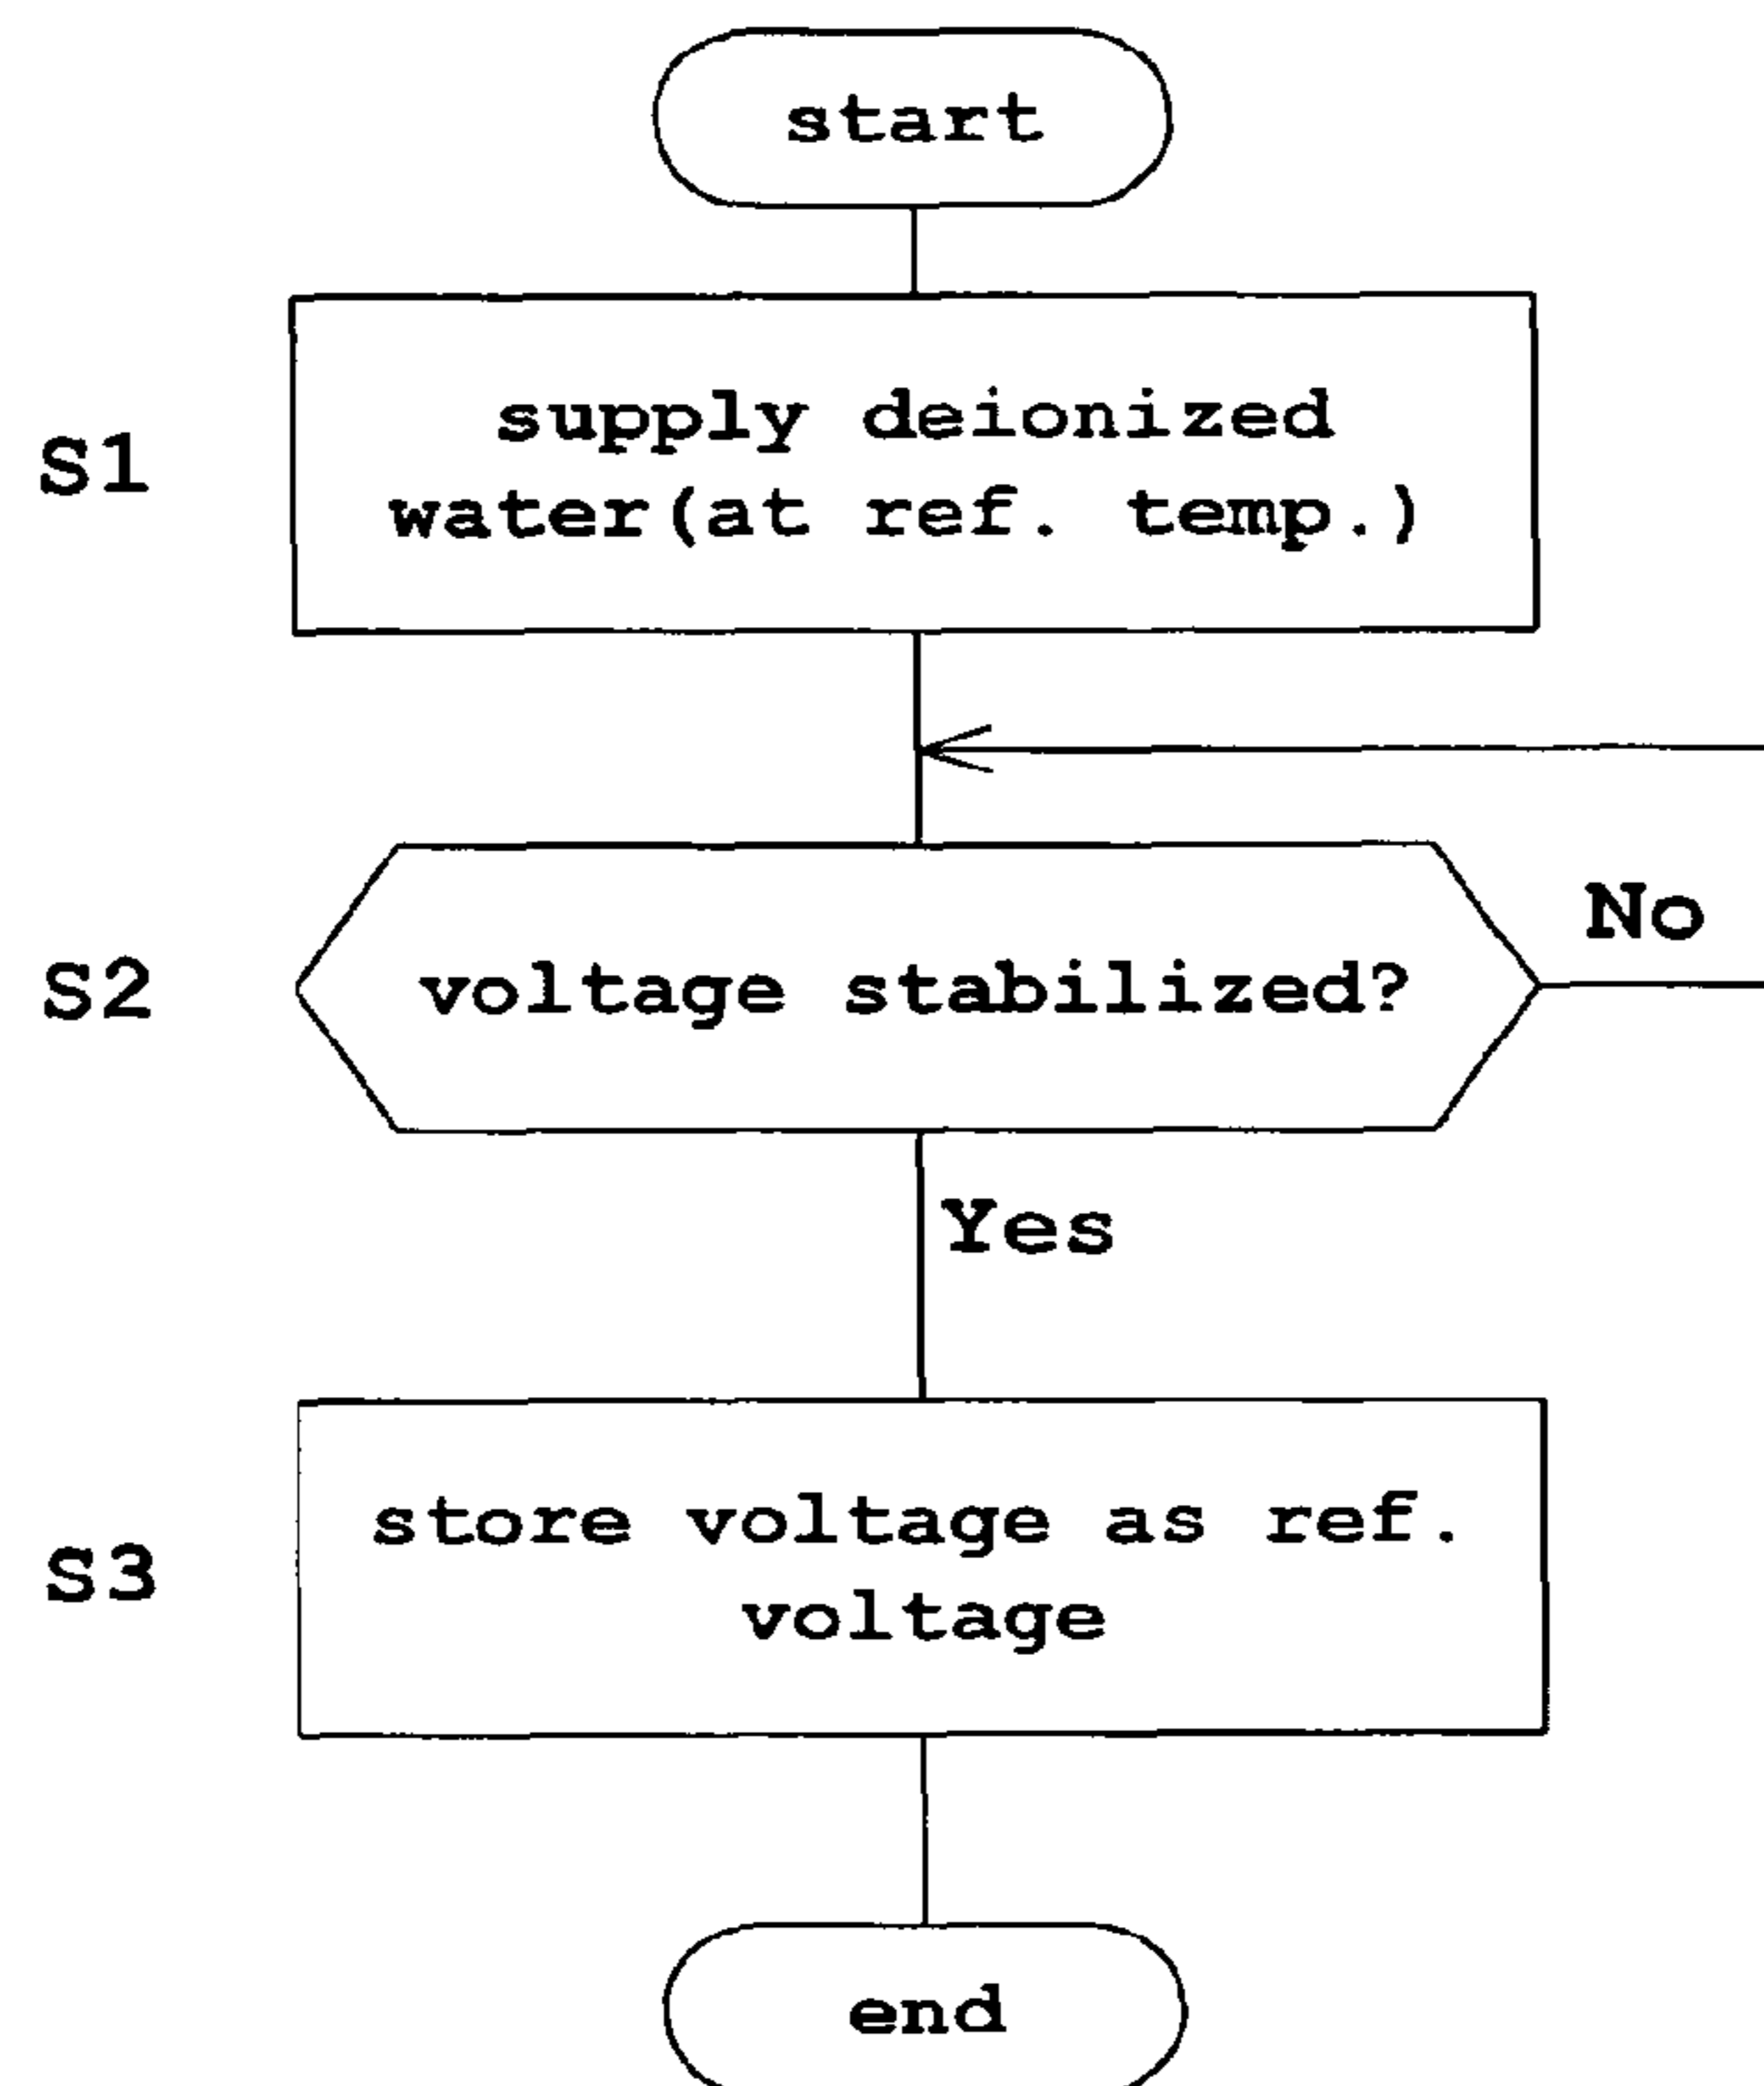 start
S1
supply deionized
water(at ref. temp.)
No
S2
voltage stabilized?
Yes
S3
store voltage as ref.
voltage
end